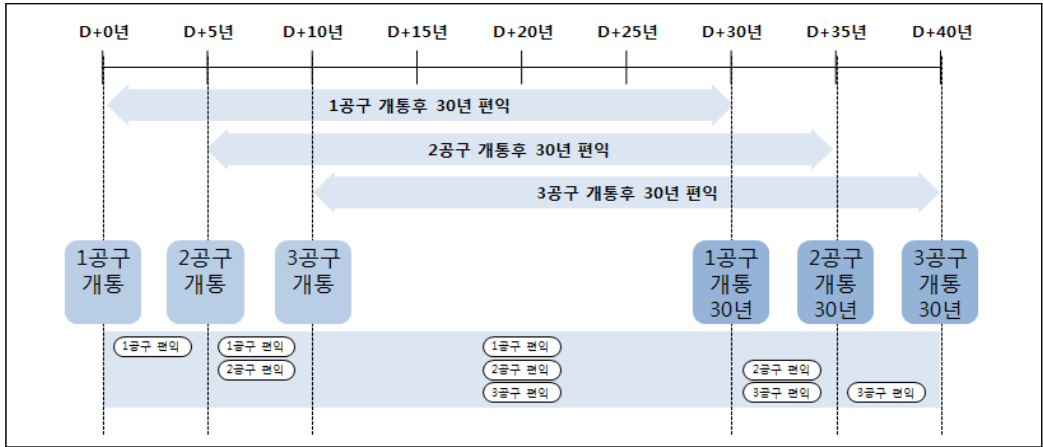 D+0년 D+5년 D+10년 D+15년 D+20년 D+25년 D+30년 D+35년 D+40년
1공구 개통후 30년 편익
2공구 개통후 30년 편익
3공구 개통후 30년 편익
1공구
개통
2공구
개통
3공구
개통
1공구
개통
30년
2공구
개통
30년
3공구
개통
30년
1공구 편익
1공구 편익
2공구 편익
1공구 편익
2공구 편익
3공구 편익
2공구 편익
3공구 편익
3공구 편익